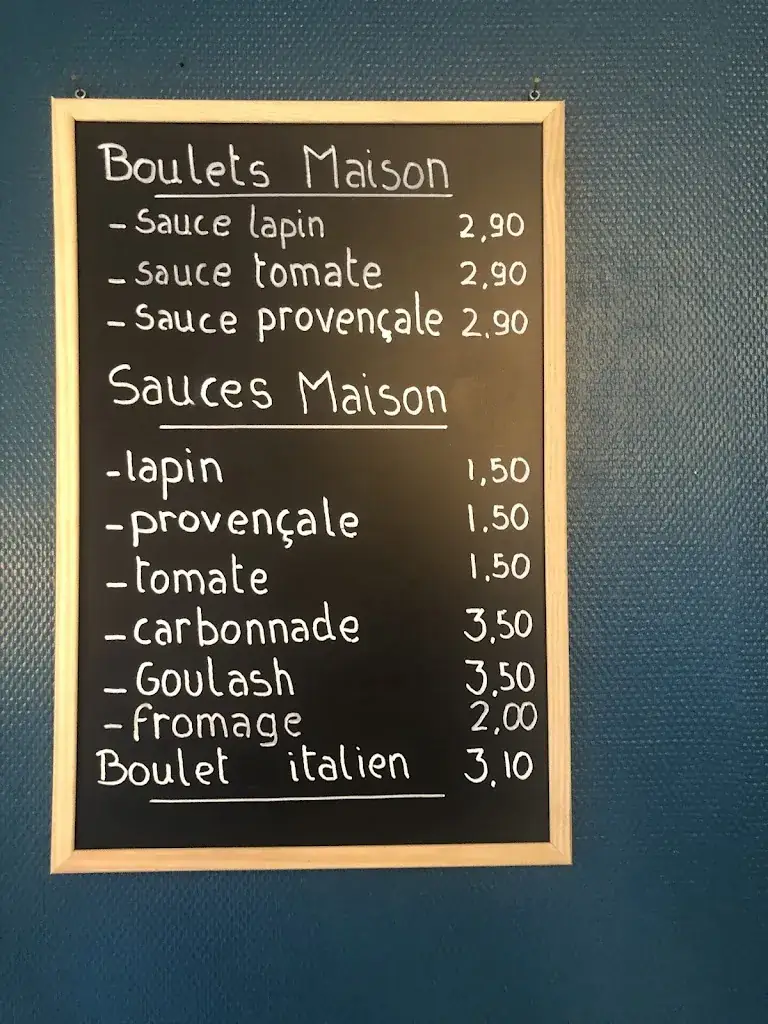 Boulets Maison
- Sauce lapin 2,90
- sauce tomate 2,90
- Sauce provençale 2.90
Sauces Maison
- lapin 1,50
- provençale 1.50
- tomate 1,50
- carbonnade 3,50
- Goulash 3,50
- fromage 2,00
Boulet italien 3,10